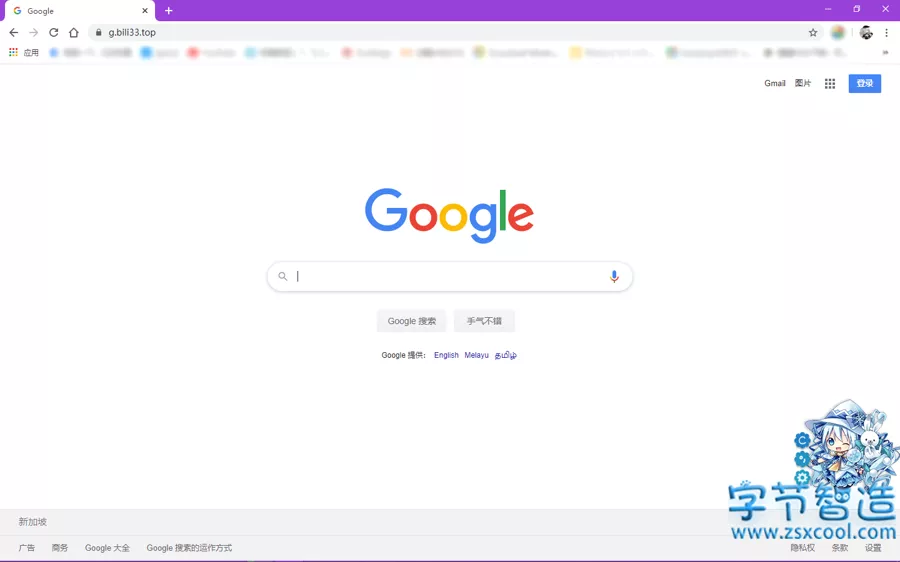 Google
g.bili33.top
应用
Gmail 图片 登录
Google
Google 搜索 手气不错
Google 提供: English Melayu தமிழ்
新加坡
广告 商务 Google 大全 Google 搜索的运作方式 隐私权 条款 设置
字节智造
www.zsxcool.com